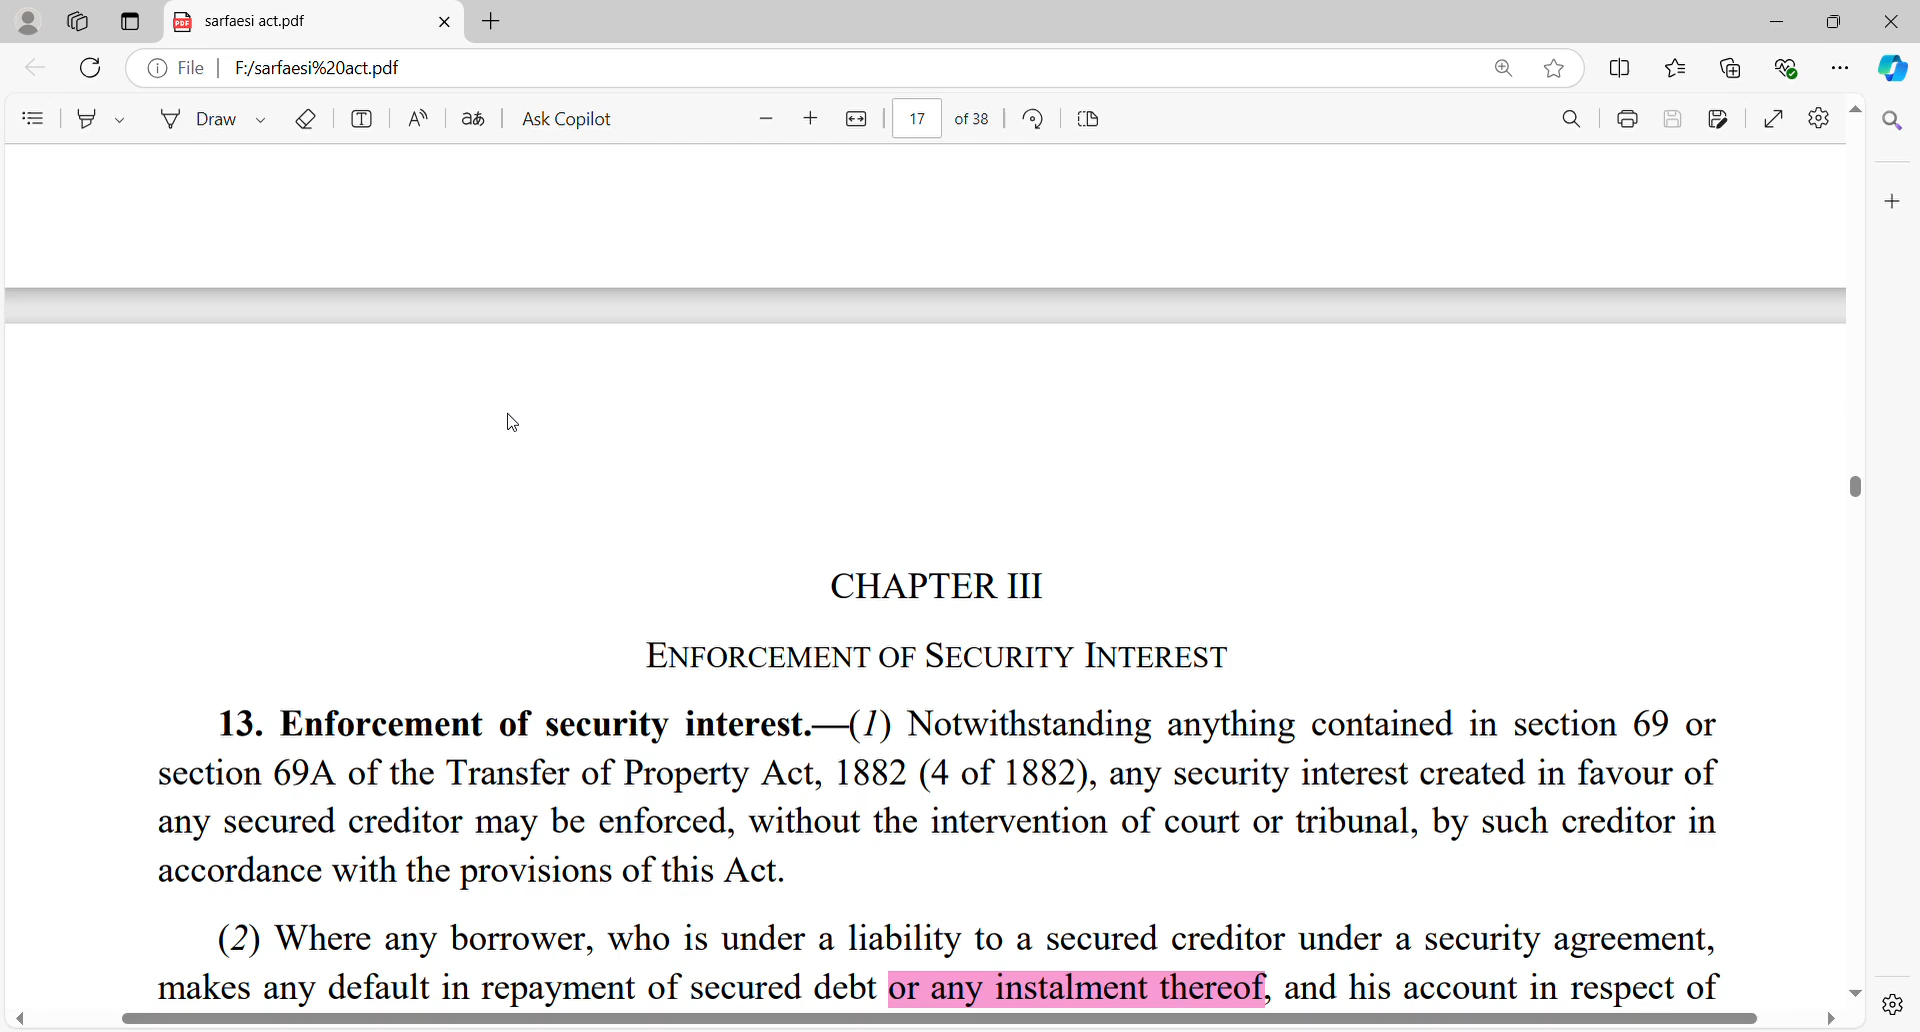 sarfaesi act.pdf
File | F:/sarfaesi%20act.pdf
Draw
aあ
Ask Copilot
17 of 38
CHAPTER III
ENFORCEMENT OF SECURITY INTEREST
13. Enforcement of security interest.—(1) Notwithstanding anything contained in section 69 or
section 69A of the Transfer of Property Act, 1882 (4 of 1882), any security interest created in favour of
any secured creditor may be enforced, without the intervention of court or tribunal, by such creditor in
accordance with the provisions of this Act.
(2) Where any borrower, who is under a liability to a secured creditor under a security agreement,
makes any default in repayment of secured debt or any instalment thereof, and his account in respect of